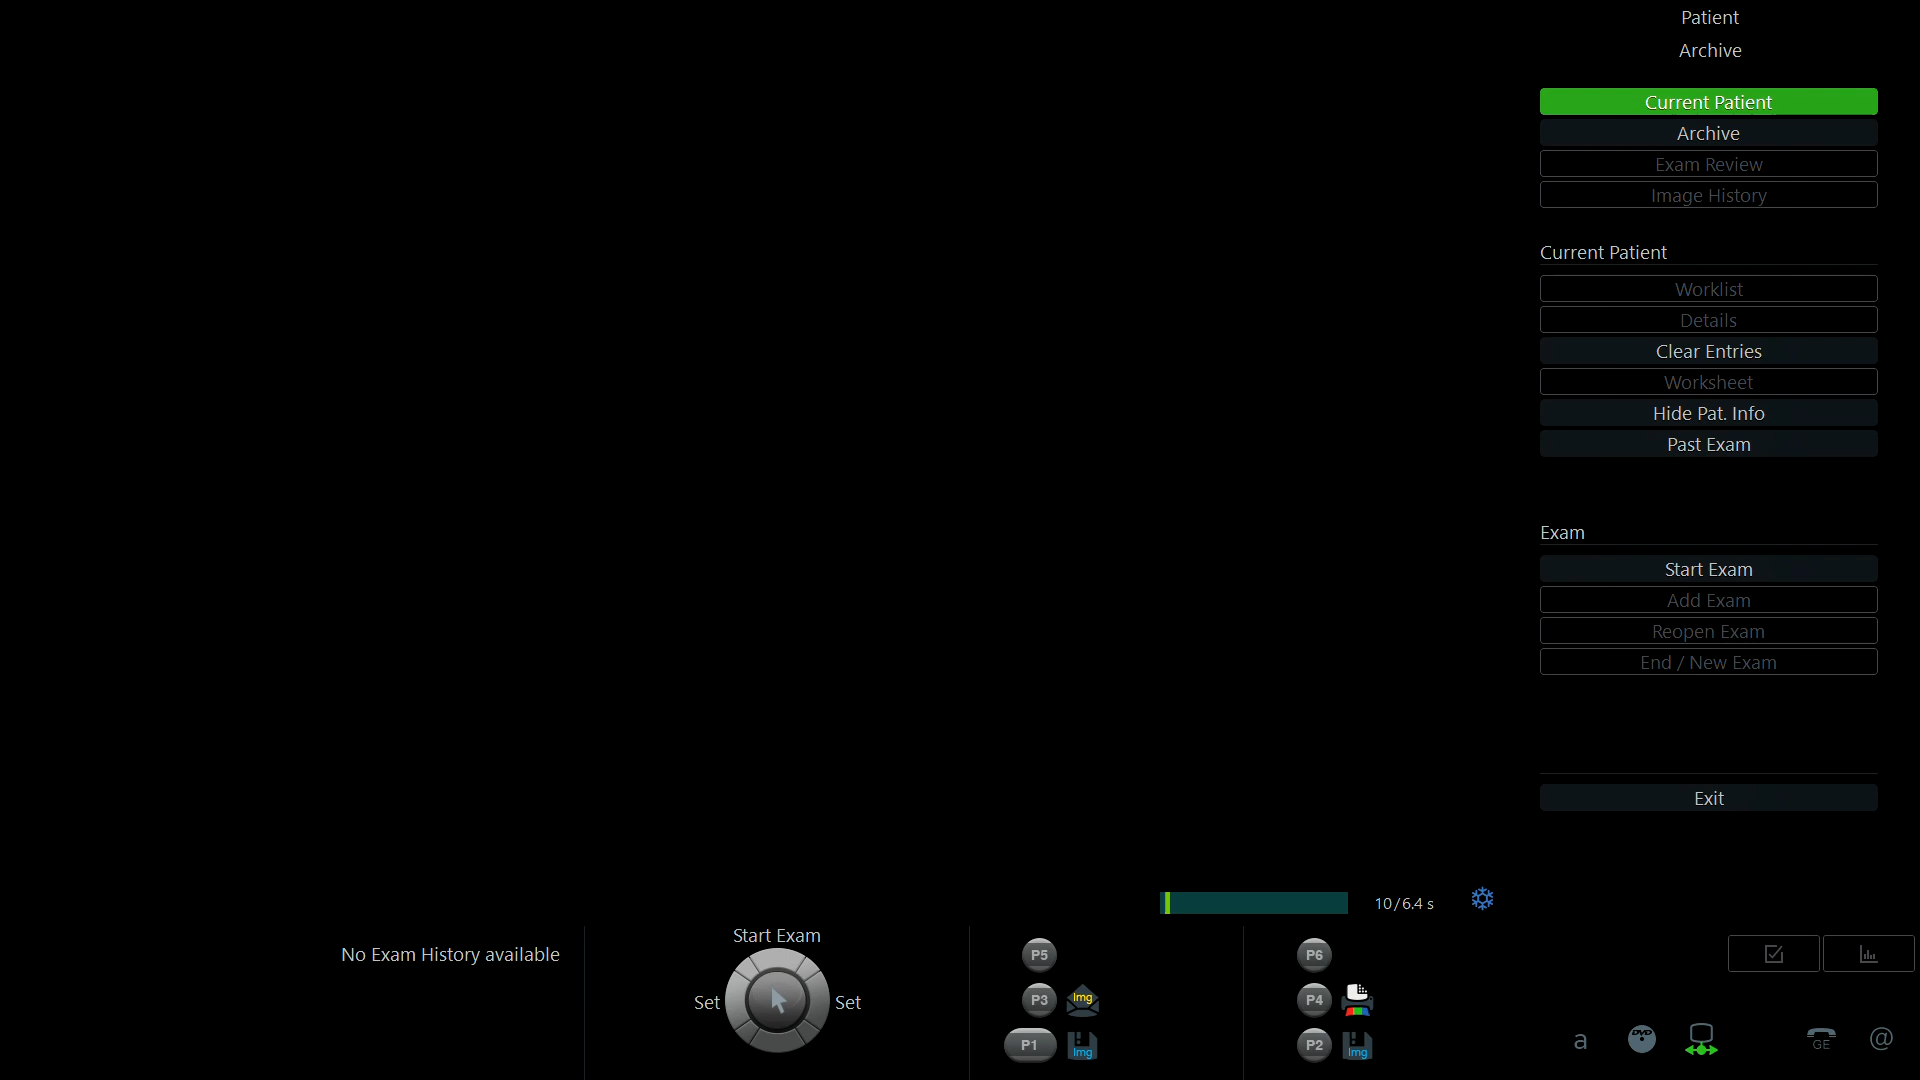 Patient
Archive
Current Patient
Archive
Exam Review
Image History
Current Patient
Worklist
Details
Clear Entries
Worksheet
Hide Pat. Info
Past Exam
Exam
Start Exam
Add Exam
Reopen Exam
End / New Exam
Exit
10/6.4 s
No Exam History available
Start Exam
Set
Set
P5
P3
Img
P1
Img
P6
P4
P2
Img
a
DVD
GE
@